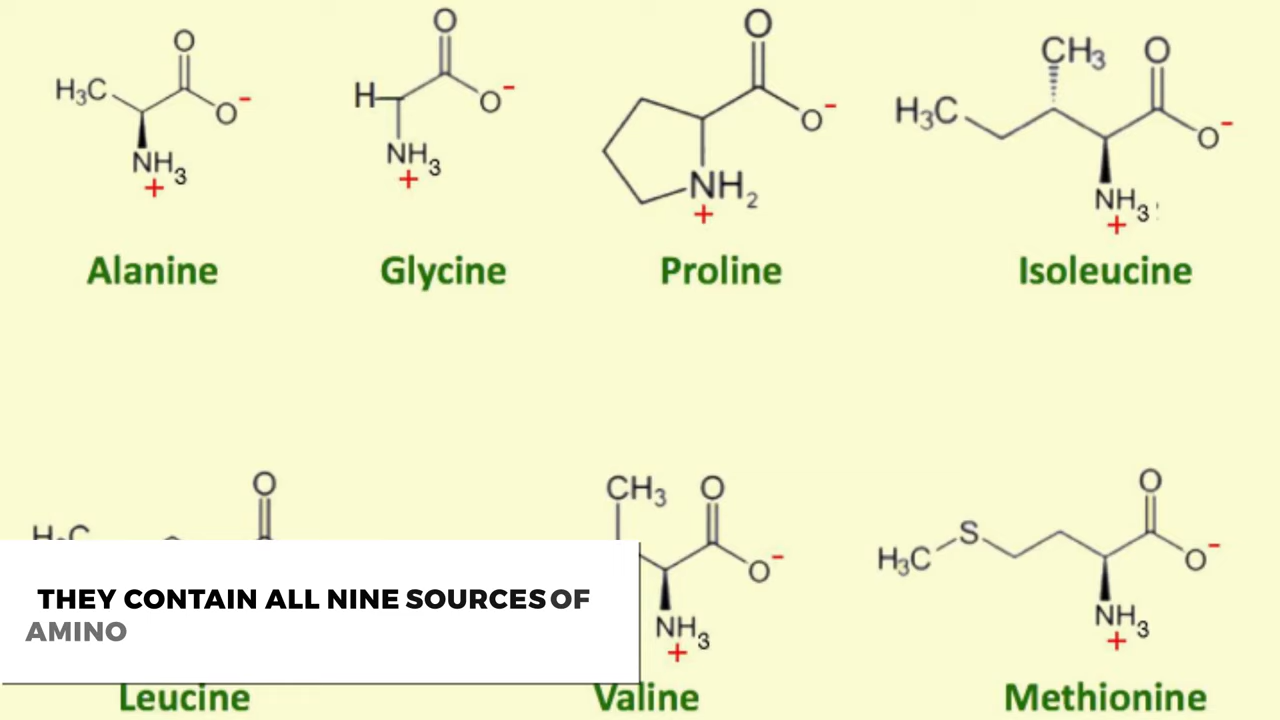 O O O O
H₃C O⁻ H O⁻ O⁻ CH₃ H₃C O⁻
NH₃ NH₃ NH₂ NH₃
+ + + +
Alanine Glycine Proline Isoleucine
O CH₃ O O
H₃C O⁻ H₃C S O⁻
THEY CONTAIN ALL NINE SOURCES OF
AMINO
NH₃ NH₃
+ +
Leucine Valine Methionine